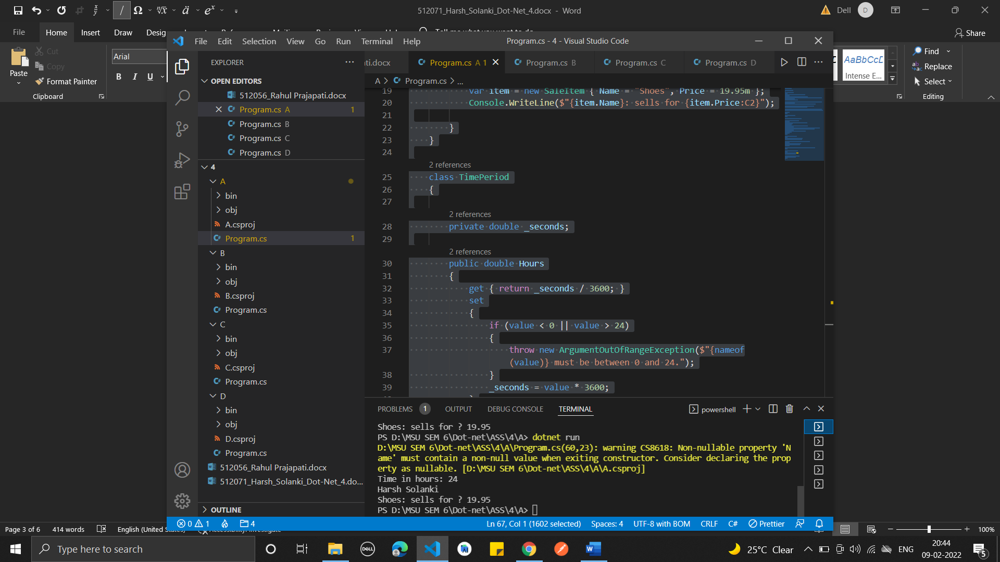 512071_Harsh_Solanki_Dot-Net_4.docx - Word
Dell
D
File
Home
Insert
Draw
Share
Paste
Cut
Copy
Format Painter
Clipboard
Arial
B I U
AaBbCcD
Intense E...
Find
Replace
Select
Editing
File Edit Selection View Go Run Terminal Help
Program.cs - 4 - Visual Studio Code
EXPLORER
OPEN EDITORS
512056_Rahul Prajapati.docx
Program.cs A 1
Program.cs B
Program.cs C
Program.cs D
4
A
bin
obj
A.csproj
Program.cs 1
B
bin
obj
B.csproj
Program.cs
C
bin
obj
C.csproj
Program.cs
D
bin
obj
D.csproj
Program.cs
512056_Rahul Prajapati.docx
512071_Harsh_Solanki_Dot-Net_4.do...
OUTLINE
ti.docx
Program.cs A 1
Program.cs B
Program.cs C
Program.cs D
A > Program.cs > ...
19 var item = new SaleItem { Name = "Shoes", Price = 19.95m };
20 Console.WriteLine($"{item.Name}: sells for {item.Price:C2}");
21
22 }
23 }
24
2 references
25 class TimePeriod
26 {
27
2 references
28 private double _seconds;
29
2 references
30 public double Hours
31 {
32 get { return _seconds / 3600; }
33 set
34 {
35 if (value < 0 || value > 24)
36 {
37 throw new ArgumentOutOfRangeException($"{nameof
(value)} must be between 0 and 24.");
38 }
39 _seconds = value * 3600;
PROBLEMS 1 OUTPUT DEBUG CONSOLE TERMINAL
powershell
Shoes: sells for ? 19.95
PS D:\MSU SEM 6\Dot-net\ASS\4\A> dotnet run
D:\MSU SEM 6\Dot-net\ASS\4\A\Program.cs(60,23): warning CS8618: Non-nullable property 'N
ame' must contain a non-null value when exiting constructor. Consider declaring the prop
erty as nullable. [D:\MSU SEM 6\Dot-net\ASS\4\A\A.csproj]
Time in hours: 24
Harsh Solanki
Shoes: sells for ? 19.95
PS D:\MSU SEM 6\Dot-net\ASS\4\A>
0 1 4
Ln 67, Col 1 (1602 selected) Spaces: 4 UTF-8 with BOM CRLF C# Prettier
Page 3 of 6 414 words English (United
100%
Type here to search
25°C Clear
ENG
20:44
09-02-2022
5